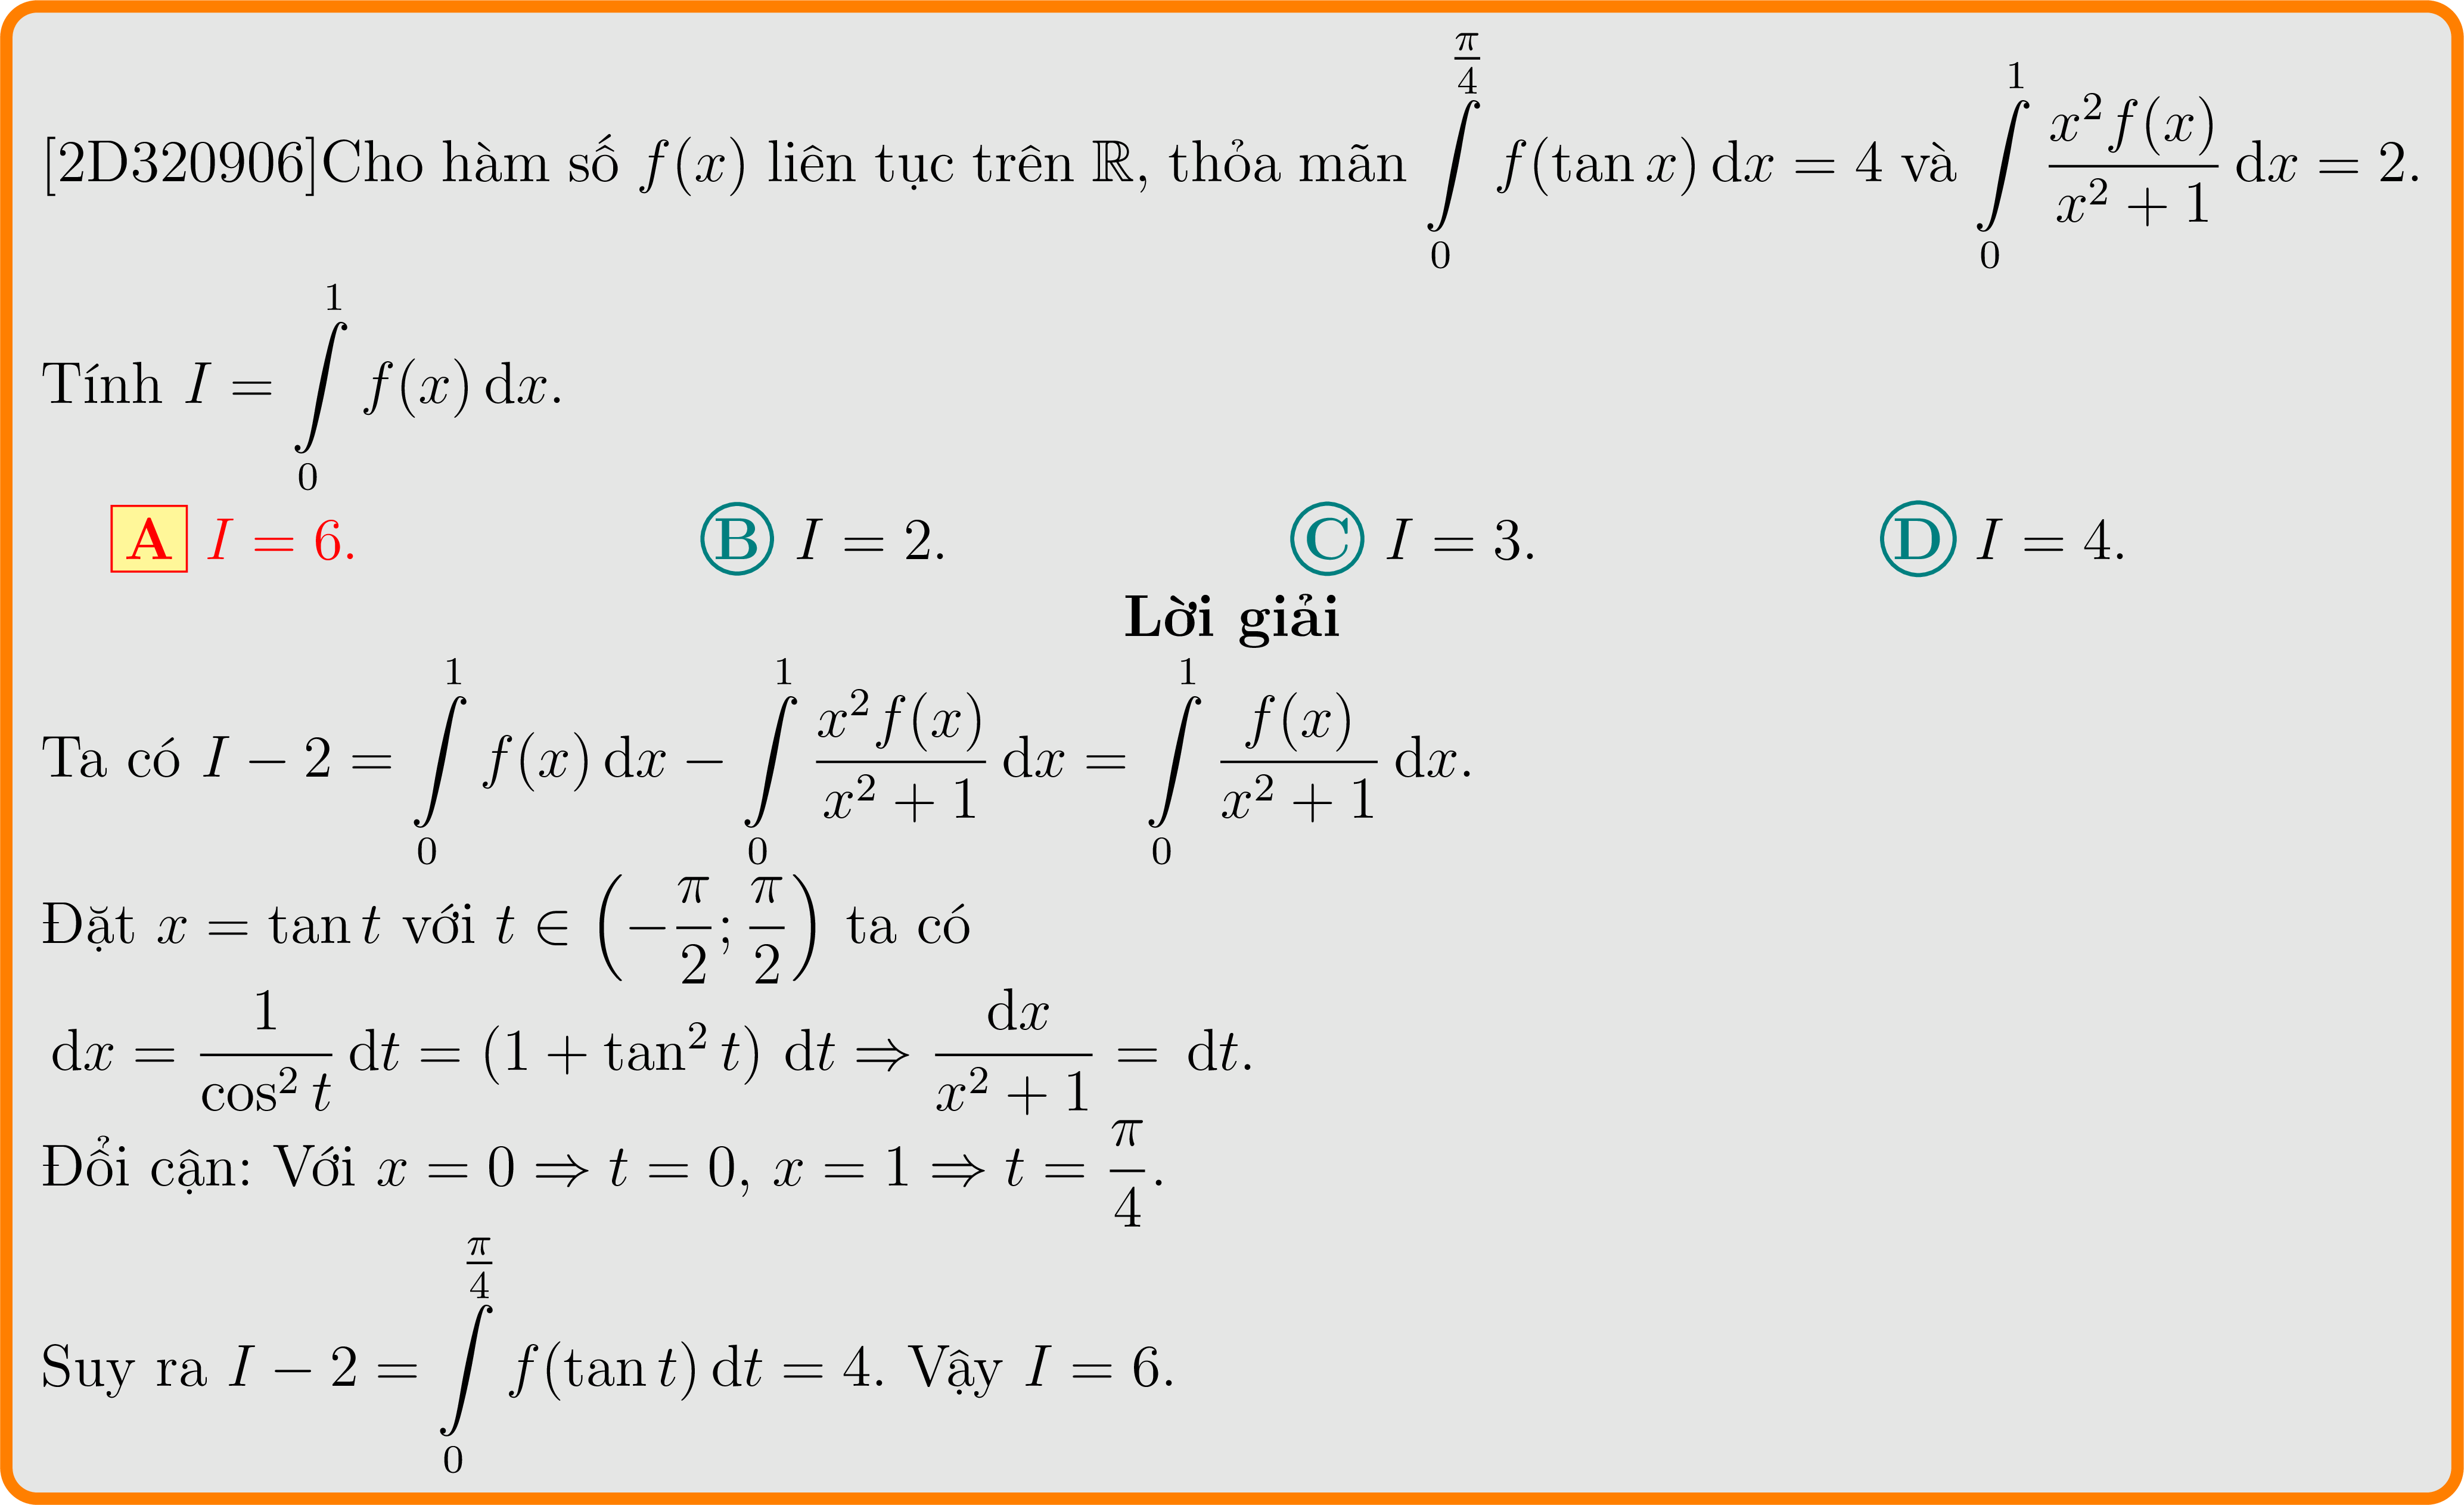 [2D320906]Cho hàm số $f(x)$ liên tục trên $\mathbb{R}$, thỏa mãn $\int\limits_0^{\frac{\pi}{4}} f(\tan x)\,\mathrm{d}x = 4$ và $\int\limits_0^1 \frac{x^2 f(x)}{x^2+1}\,\mathrm{d}x = 2$.
Tính $I = \int\limits_0^1 f(x)\,\mathrm{d}x$.
A $I = 6$. B $I = 2$. C $I = 3$. D $I = 4$.
Lời giải
Ta có $I - 2 = \int\limits_0^1 f(x)\,\mathrm{d}x - \int\limits_0^1 \frac{x^2 f(x)}{x^2+1}\,\mathrm{d}x = \int\limits_0^1 \frac{f(x)}{x^2+1}\,\mathrm{d}x$.
Đặt $x = \tan t$ với $t \in \left(-\frac{\pi}{2}; \frac{\pi}{2}\right)$ ta có
$\mathrm{d}x = \frac{1}{\cos^2 t}\,\mathrm{d}t = (1 + \tan^2 t)\,\mathrm{d}t \Rightarrow \frac{\mathrm{d}x}{x^2+1} = \mathrm{d}t$.
Đổi cận: Với $x = 0 \Rightarrow t = 0$, $x = 1 \Rightarrow t = \frac{\pi}{4}$.
Suy ra $I - 2 = \int\limits_0^{\frac{\pi}{4}} f(\tan t)\,\mathrm{d}t = 4$. Vậy $I = 6$.